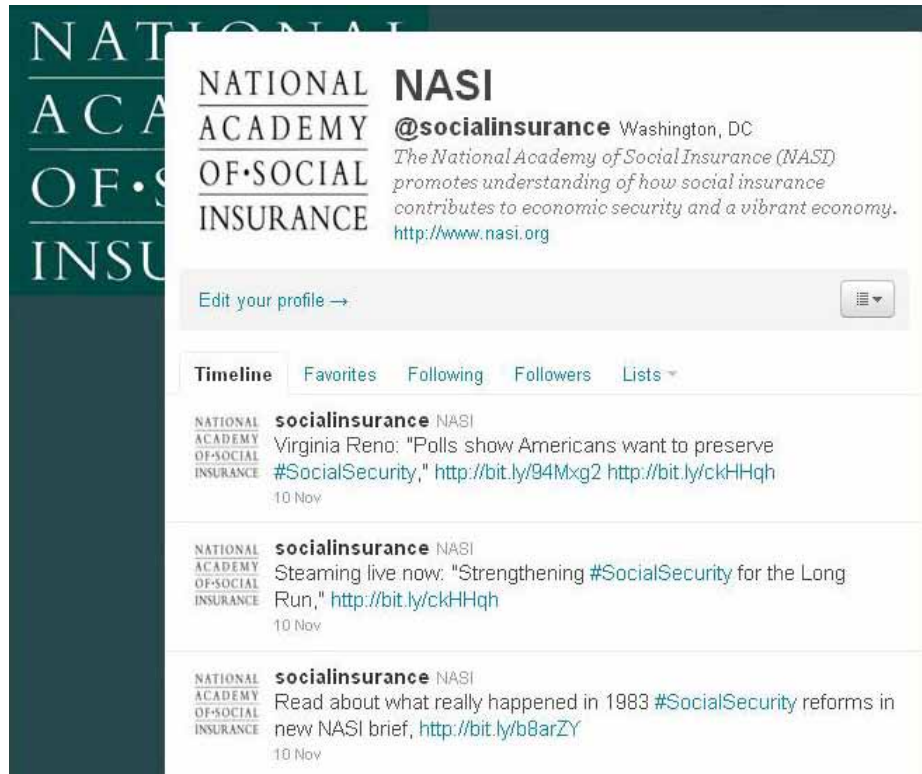 NATIONAL
ACA
OF•S
INSU
NATIONAL
ACADEMY
OF•SOCIAL
INSURANCE
NASI
@socialinsurance Washington, DC
The National Academy of Social Insurance (NASI)
promotes understanding of how social insurance
contributes to economic security and a vibrant economy.
http://www.nasi.org
Edit your profile →
Timeline Favorites Following Followers Lists
NATIONAL
ACADEMY
OF•SOCIAL
INSURANCE
socialinsurance NASI
Virginia Reno: "Polls show Americans want to preserve
#SocialSecurity," http://bit.ly/94Mxg2 http://bit.ly/ckHHqh
10 Nov
NATIONAL
ACADEMY
OF•SOCIAL
INSURANCE
socialinsurance NASI
Steaming live now: "Strengthening #SocialSecurity for the Long
Run," http://bit.ly/ckHHqh
10 Nov
NATIONAL
ACADEMY
OF•SOCIAL
INSURANCE
socialinsurance NASI
Read about what really happened in 1983 #SocialSecurity reforms in
new NASI brief, http://bit.ly/b8arZY
10 Nov